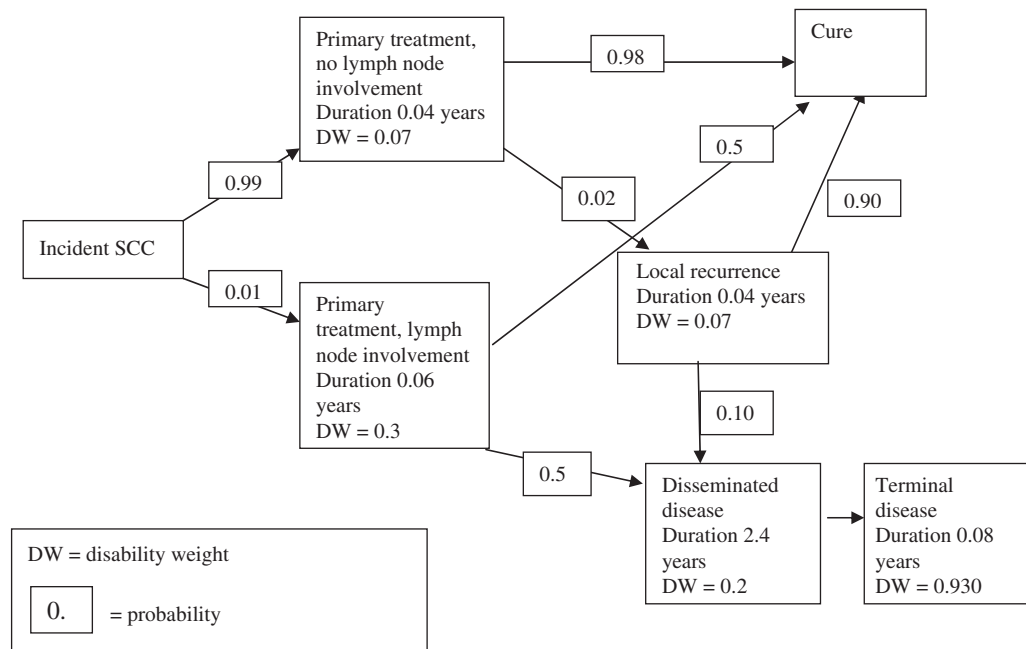 Primary treatment,
no lymph node
involvement
Duration 0.04 years
DW = 0.07
0.98
Cure
0.5
0.99
0.02
0.90
Incident SCC
0.01
Primary
treatment, lymph
node involvement
Duration 0.06
years
DW = 0.3
Local recurrence
Duration 0.04 years
DW = 0.07
0.10
0.5
Disseminated
disease
Duration 2.4
years
DW = 0.2
Terminal
disease
Duration 0.08
years
DW = 0.930
DW = disability weight
0. = probability